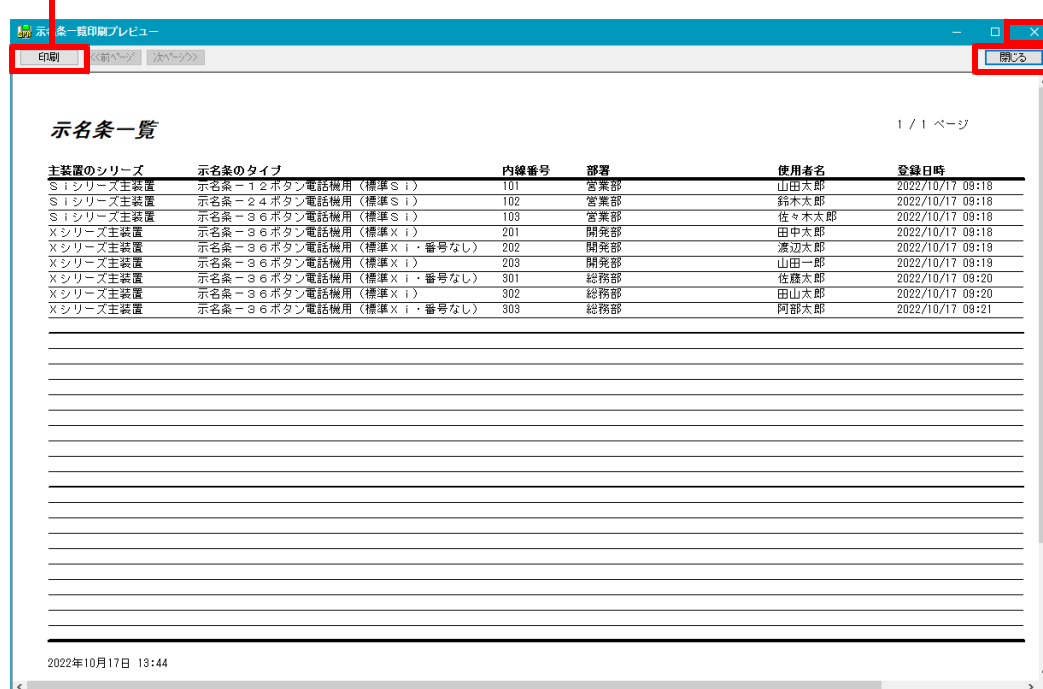 示名条一覧印刷プレビュー
印刷 <<前ページ 次ページ>> 閉じる
示名条一覧 1 / 1 ページ
主装置のシリーズ 示名条のタイプ 内線番号 部署 使用者名 登録日時
Ｓｉシリーズ主装置 示名条－１２ボタン電話機用（標準Ｓｉ） 101 営業部 山田太郎 2022/10/17 09:18
Ｓｉシリーズ主装置 示名条－２４ボタン電話機用（標準Ｓｉ） 102 営業部 鈴木太郎 2022/10/17 09:18
Ｓｉシリーズ主装置 示名条－３６ボタン電話機用（標準Ｓｉ） 103 営業部 佐々木太郎 2022/10/17 09:18
Ｘシリーズ主装置 示名条－３６ボタン電話機用（標準Ｘｉ） 201 開発部 田中太郎 2022/10/17 09:18
Ｘシリーズ主装置 示名条－３６ボタン電話機用（標準Ｘｉ・番号なし） 202 開発部 渡辺太郎 2022/10/17 09:19
Ｘシリーズ主装置 示名条－３６ボタン電話機用（標準Ｘｉ） 203 開発部 山田一郎 2022/10/17 09:19
Ｘシリーズ主装置 示名条－３６ボタン電話機用（標準Ｘｉ・番号なし） 301 総務部 佐藤太郎 2022/10/17 09:20
Ｘシリーズ主装置 示名条－３６ボタン電話機用（標準Ｘｉ） 302 総務部 田山太郎 2022/10/17 09:20
Ｘシリーズ主装置 示名条－３６ボタン電話機用（標準Ｘｉ・番号なし） 303 総務部 阿部太郎 2022/10/17 09:21
2022年10月17日 13:44